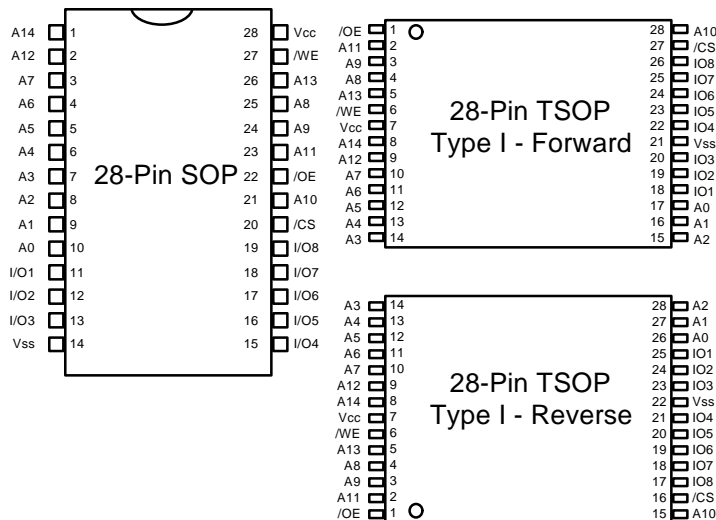 A14 1 28 Vcc
A12 2 27 /WE
A7 3 26 A13
A6 4 25 A8
A5 5 24 A9
A4 6 23 A11
A3 7 28-Pin SOP 22 /OE
A2 8 21 A10
A1 9 20 /CS
A0 10 19 I/O8
I/O1 11 18 I/O7
I/O2 12 17 I/O6
I/O3 13 16 I/O5
Vss 14 15 I/O4
/OE 1 28 A10
A11 2 27 /CS
A9 3 26 IO8
A8 4 25 IO7
A13 5 24 IO6
/WE 6 23 IO5
Vcc 7 22 IO4
A14 8 21 Vss
A12 9 20 IO3
A7 10 19 IO2
A6 11 18 IO1
A5 12 17 A0
A4 13 16 A1
A3 14 15 A2
28-Pin TSOP
Type I - Forward
A3 14 28 A2
A4 13 27 A1
A5 12 26 A0
A6 11 25 IO1
A7 10 24 IO2
A12 9 23 IO3
A14 8 22 Vss
Vcc 7 21 IO4
/WE 6 20 IO5
A13 5 19 IO6
A8 4 18 IO7
A9 3 17 IO8
A11 2 16 /CS
/OE 1 15 A10
28-Pin TSOP
Type I - Reverse